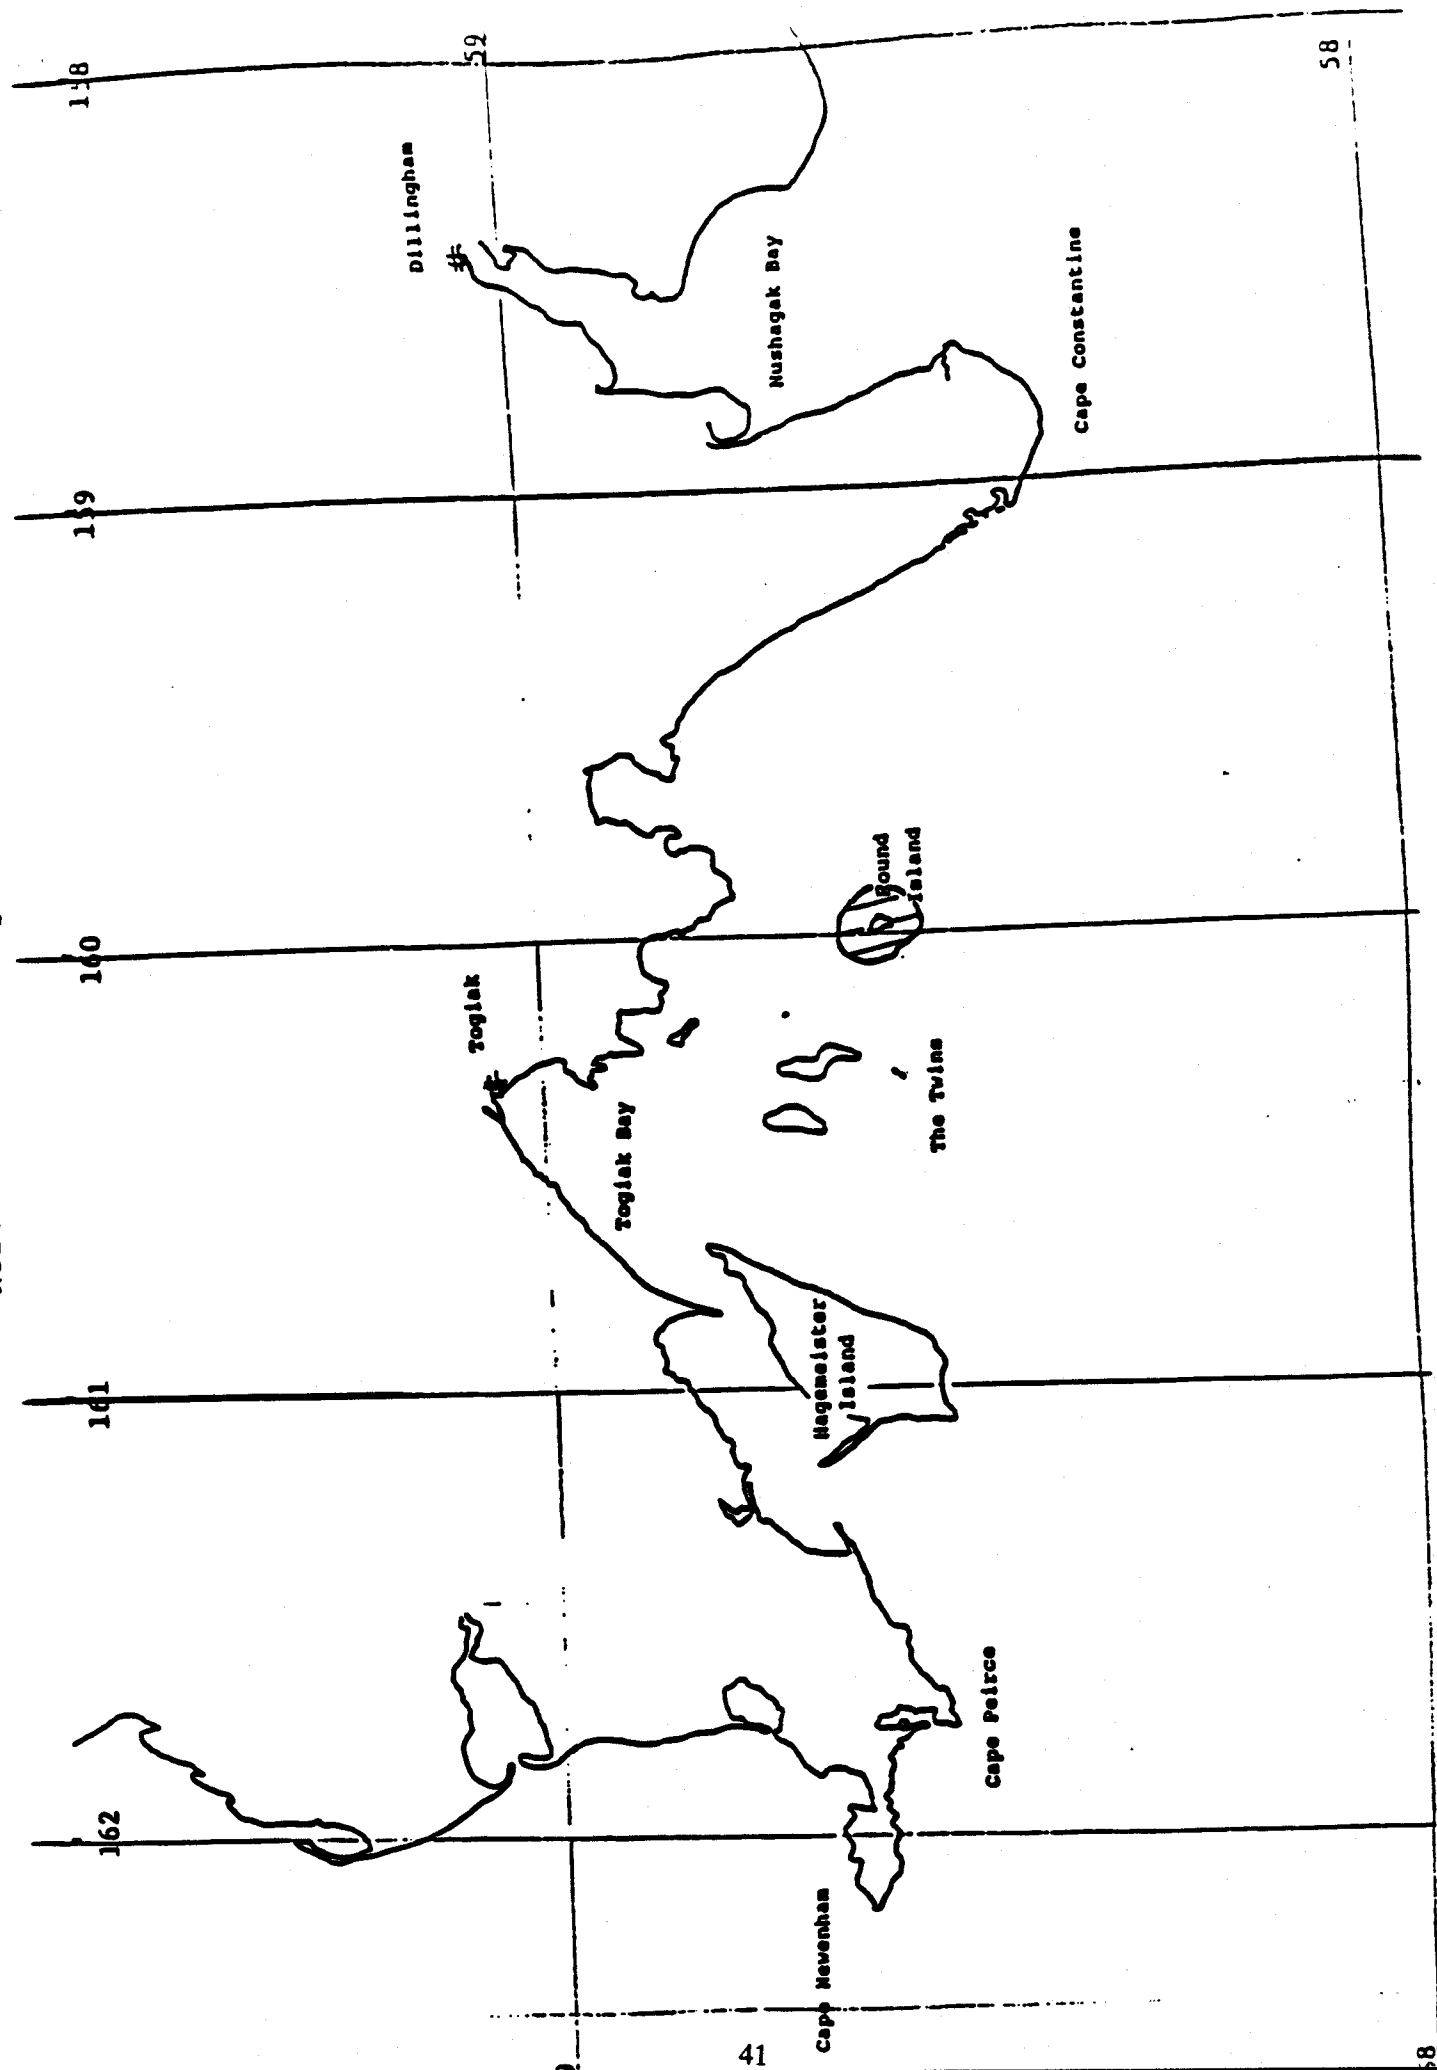 158
59
58
Dillingham
Nushagak Bay
Cape Constantine
159
160
Togiak
Round
Island
Togiak Bay
The Twins
161
Hagemeister
Island
162
Cape Peirce
Cape Newenham
41